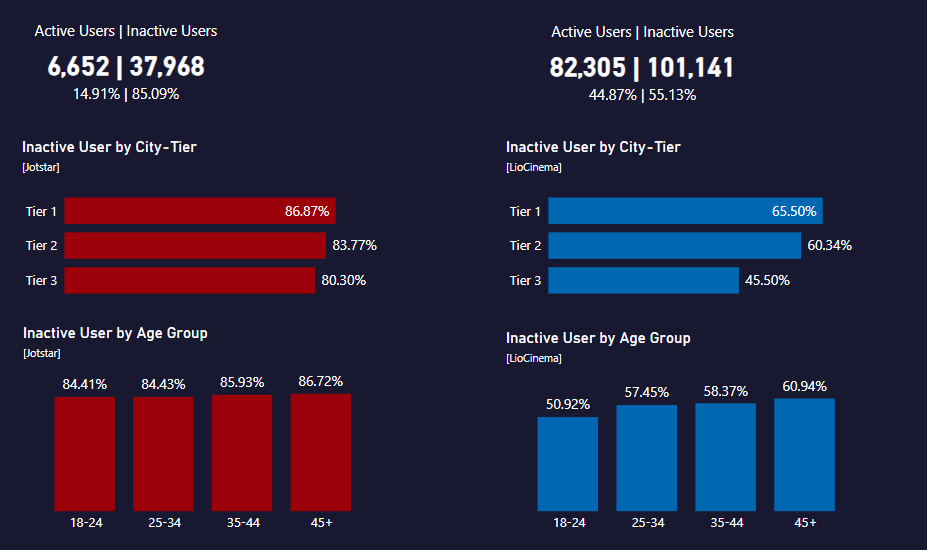 Active Users | Inactive Users
6,652 | 37,968
14.91% | 85.09%
Inactive User by City-Tier
[Jotstar]
Tier 1 86.87%
Tier 2 83.77%
Tier 3 80.30%
Inactive User by Age Group
[Jotstar]
84.41% 84.43% 85.93% 86.72%
18-24 25-34 35-44 45+
Active Users | Inactive Users
82,305 | 101,141
44.87% | 55.13%
Inactive User by City-Tier
[LioCinema]
Tier 1 65.50%
Tier 2 60.34%
Tier 3 45.50%
Inactive User by Age Group
[LioCinema]
50.92% 57.45% 58.37% 60.94%
18-24 25-34 35-44 45+